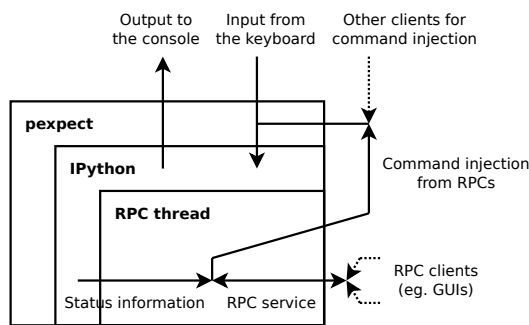 Output to
the console
Input from
the keyboard
Other clients for
command injection
pexpect
IPython
RPC thread
Command injection
from RPCs
Status information
RPC service
RPC clients
(eg. GUIs)